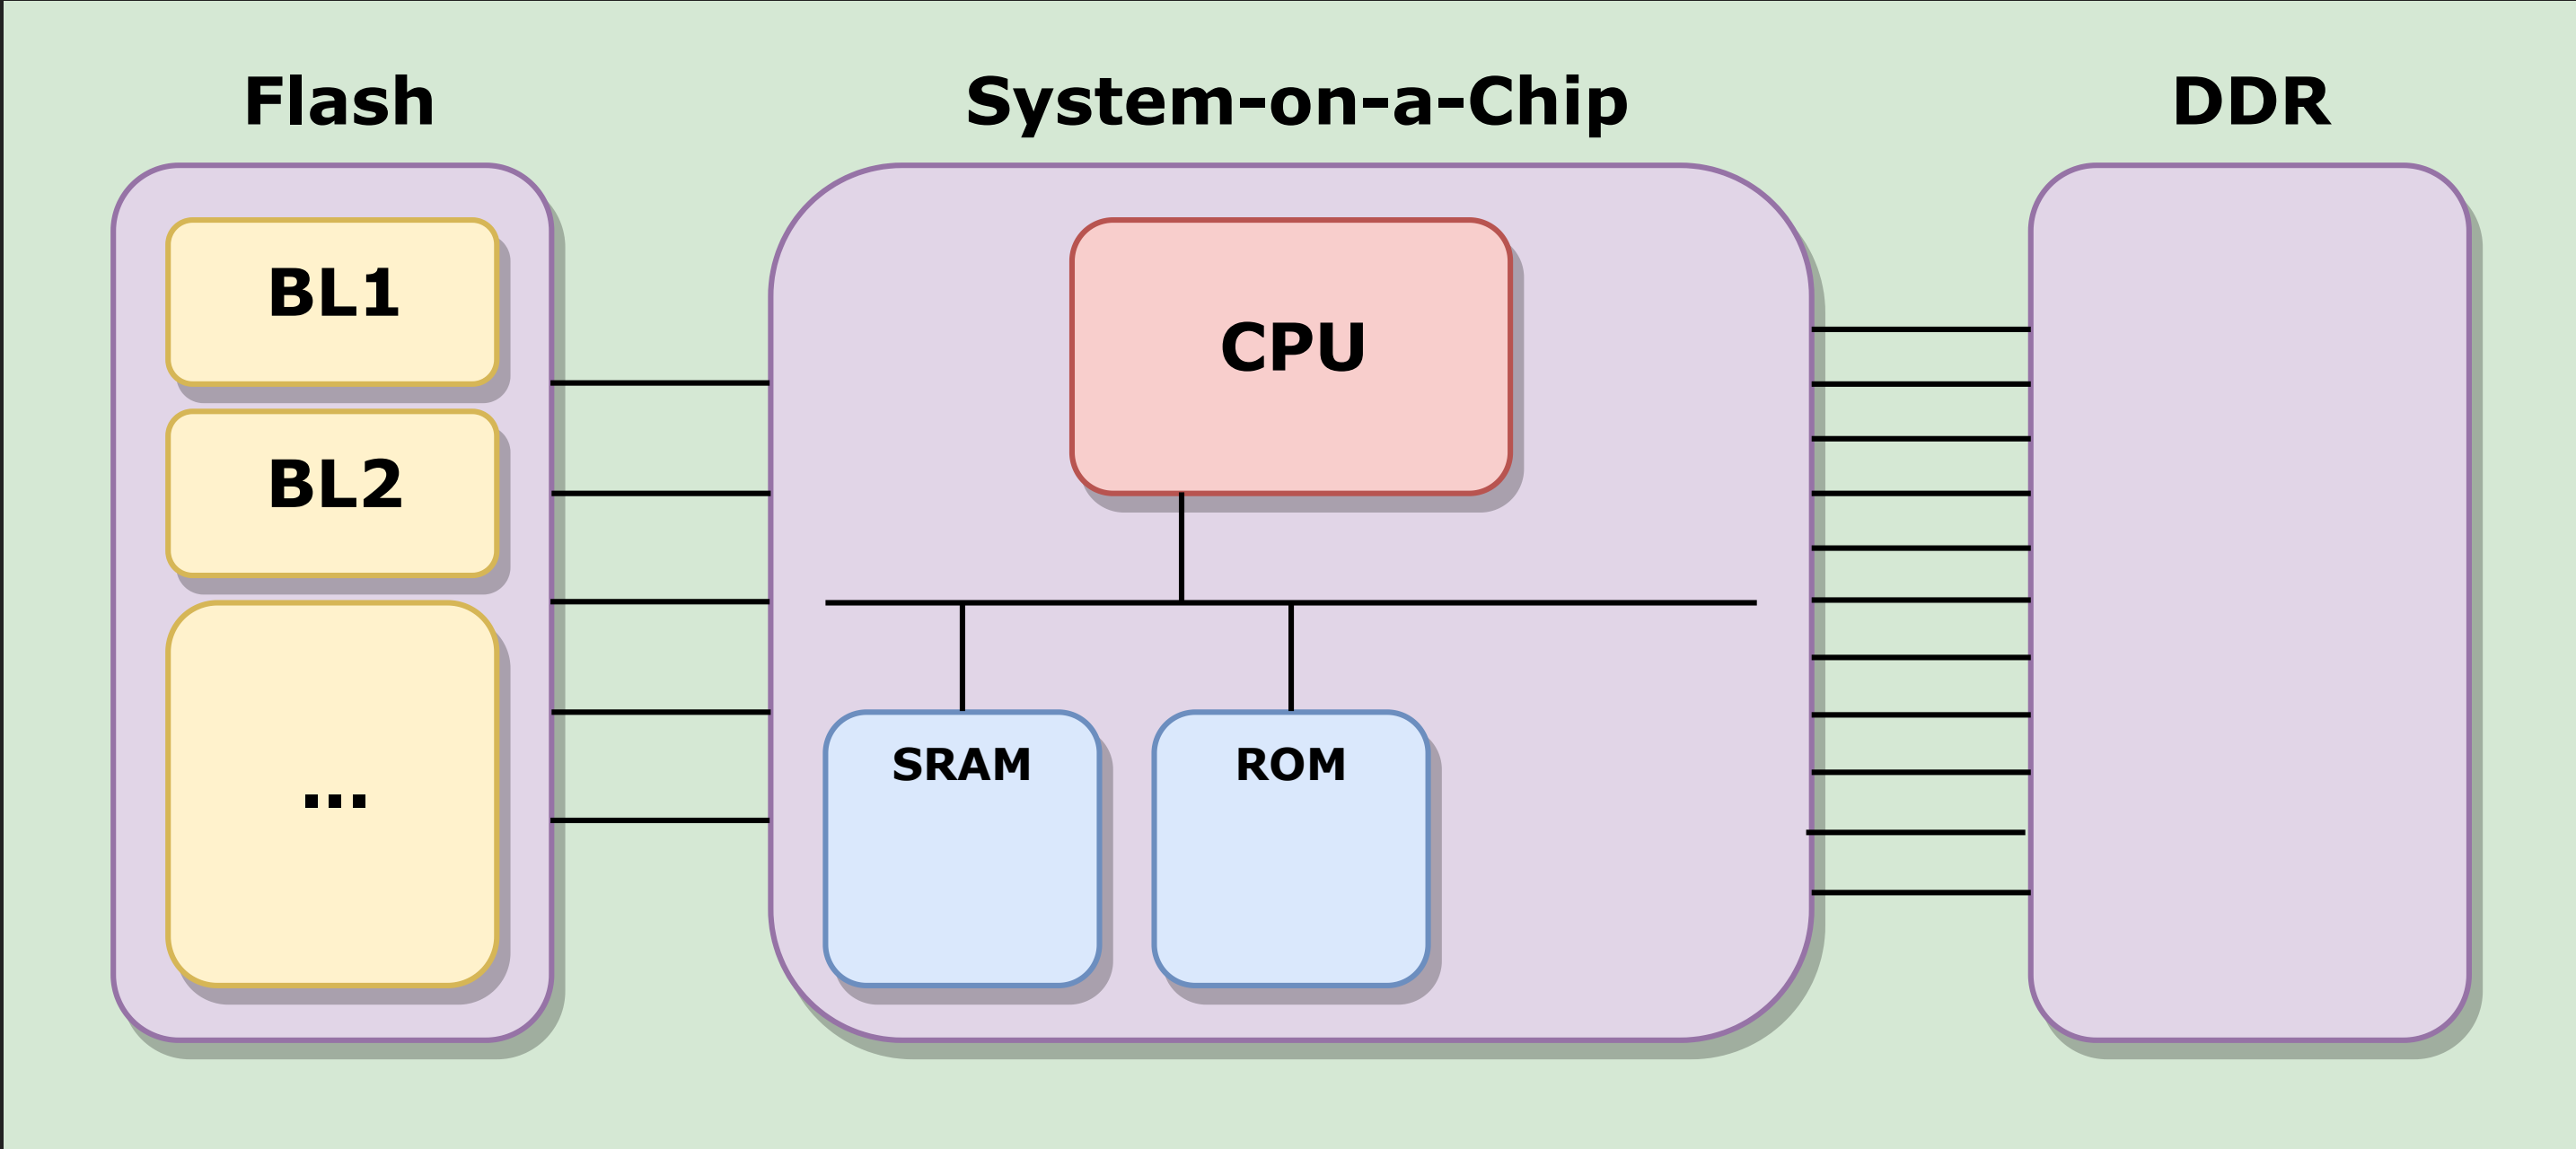 Flash
System-on-a-Chip
DDR
BL1
BL2
...
CPU
SRAM
ROM